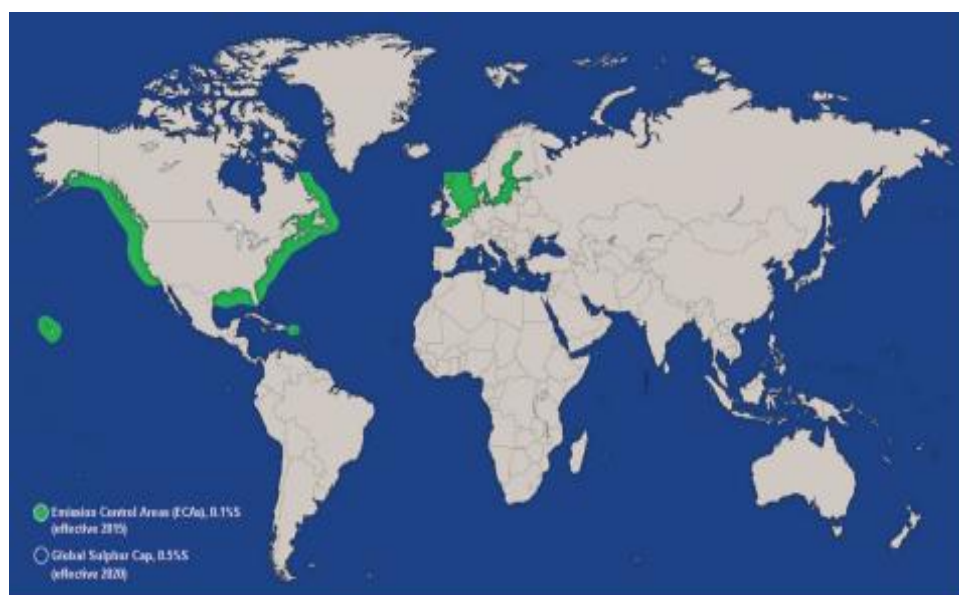 Emission Control Areas (ECAs), 0.1%S
(effective 2015)
Global Sulphur Cap, 0.5%S
(effective 2020)